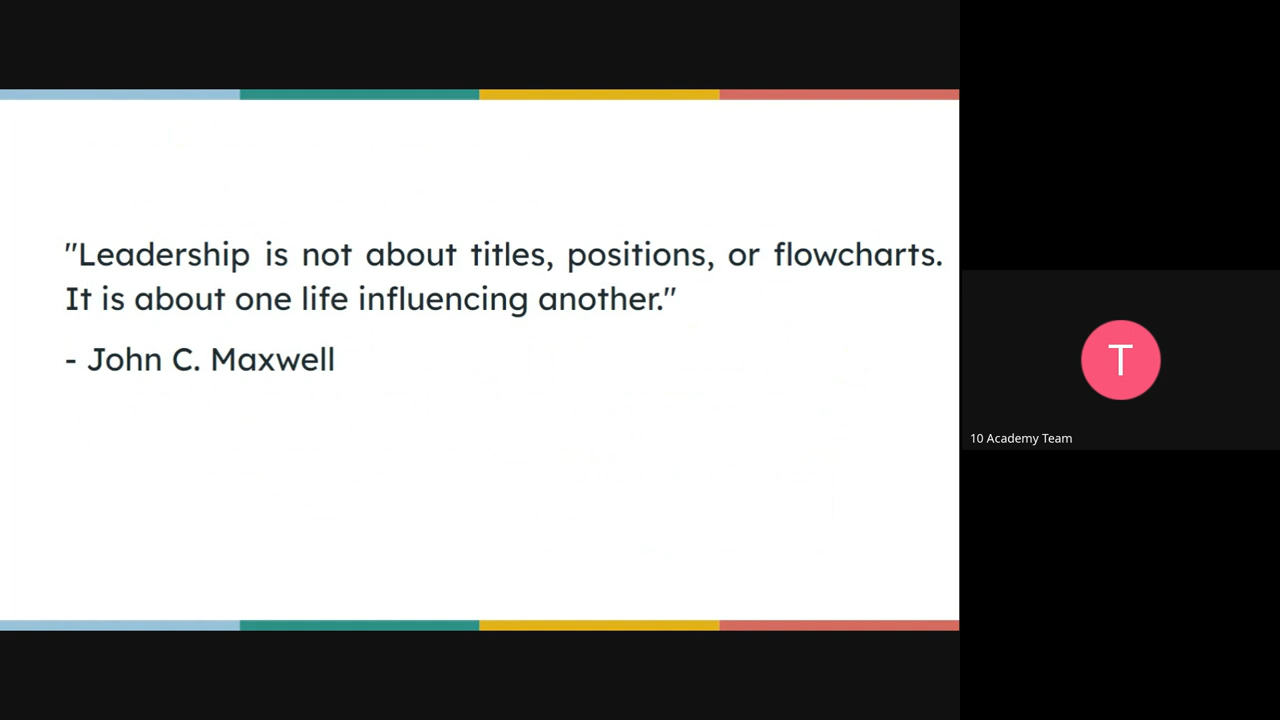 "Leadership is not about titles, positions, or flowcharts.
It is about one life influencing another."
- John C. Maxwell
T
10 Academy Team